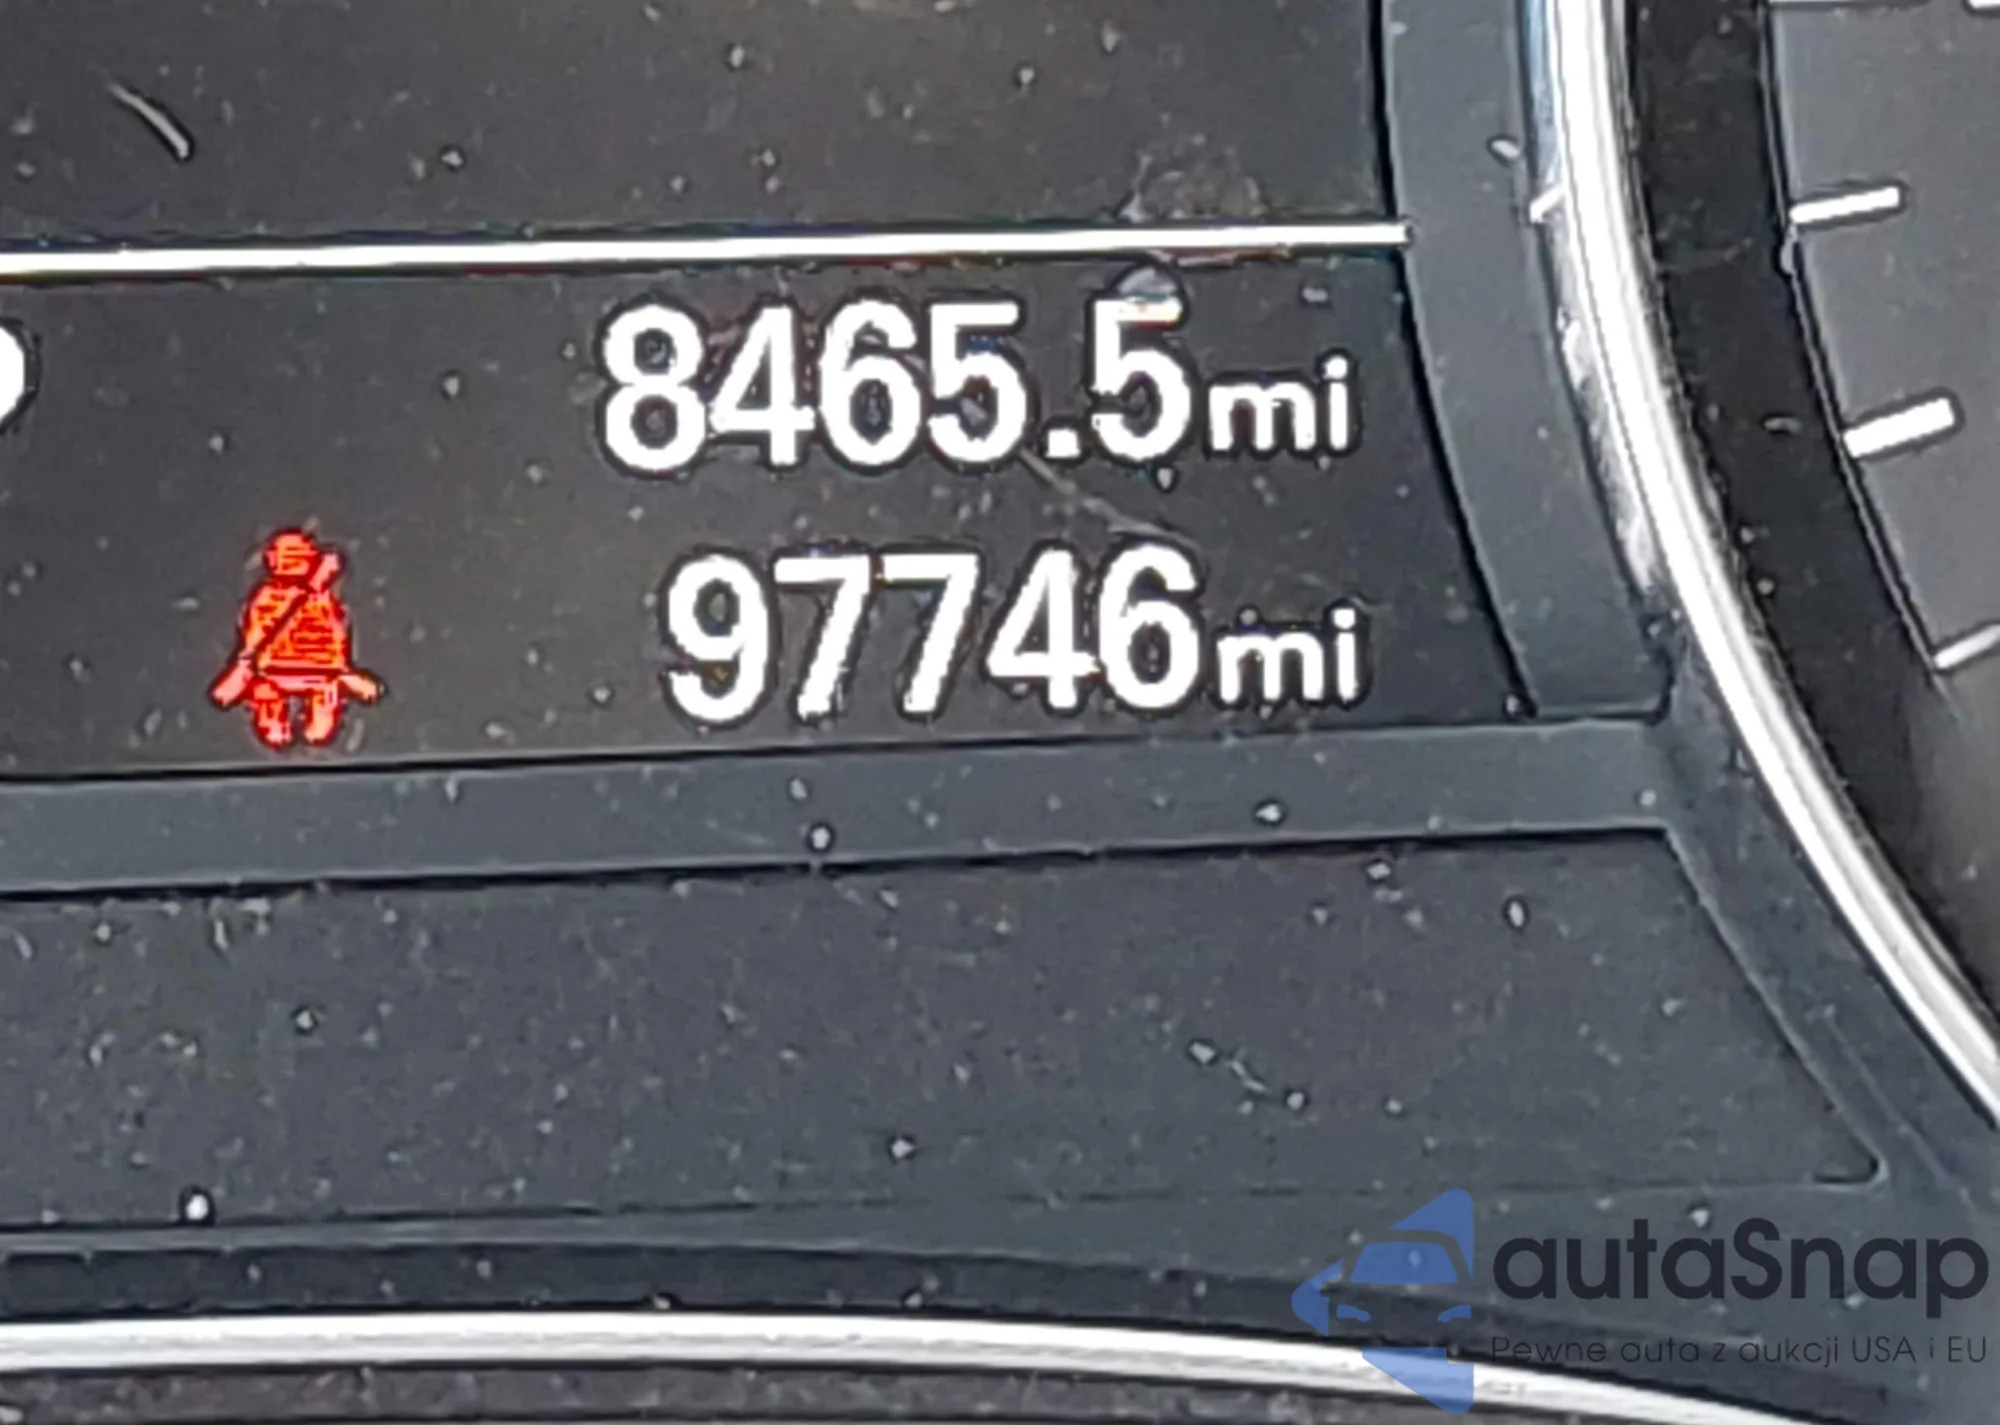 8465.5mi
97746mi
autaSnap
Pewne auta z aukcji USA i EU